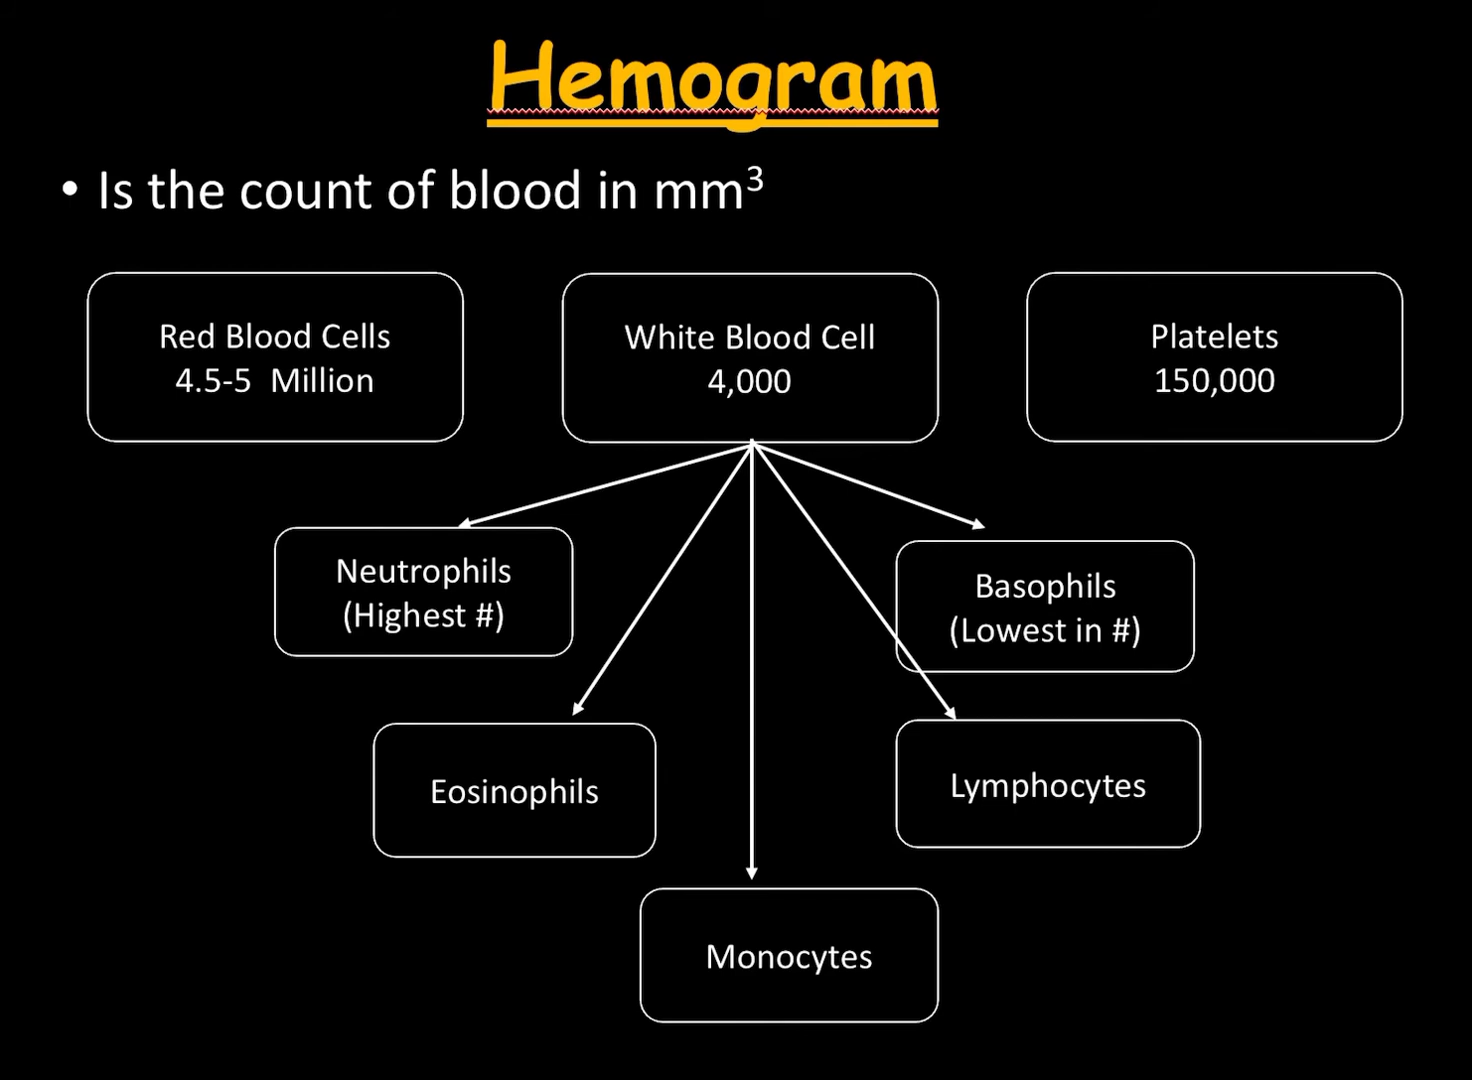 Hemogram
• Is the count of blood in mm³
Red Blood Cells
4.5-5 Million
White Blood Cell
4,000
Platelets
150,000
Neutrophils
(Highest #)
Basophils
(Lowest in #)
Eosinophils
Lymphocytes
Monocytes